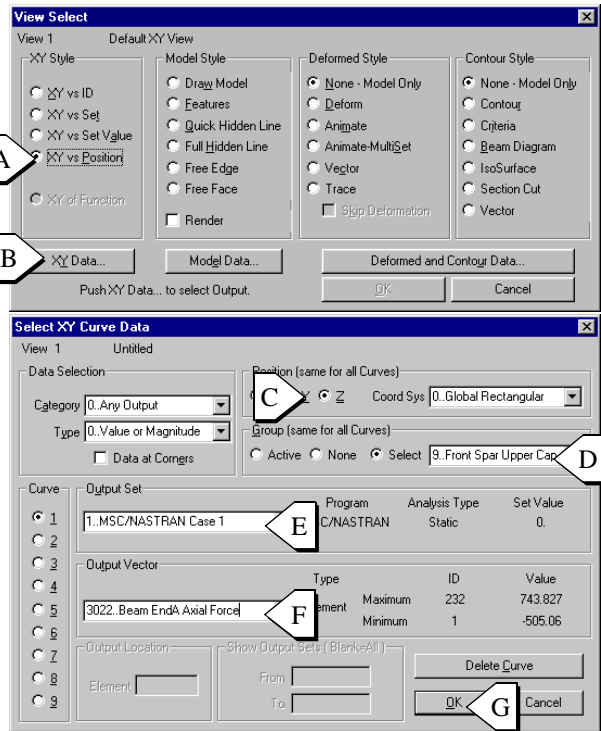 View Select
View 1 Default XY View
XY Style
XY vs ID
XY vs Set
XY vs Set Value
XY vs Position
XY of Function
Model Style
Draw Model
Features
Quick Hidden Line
Full Hidden Line
Free Edge
Free Face
Render
Deformed Style
None - Model Only
Deform
Animate
Animate-MultiSet
Vector
Trace
Skip Deformation
Contour Style
None - Model Only
Contour
Criteria
Beam Diagram
IsoSurface
Section Cut
Vector
A
B
XY Data...
Model Data...
Deformed and Contour Data...
Push XY Data... to select Output.
OK
Cancel
Select XY Curve Data
View 1 Untitled
Data Selection
Category 0..Any Output
Type 0..Value or Magnitude
Data at Corners
Position (same for all Curves)
C
Y
Z
Coord Sys 0..Global Rectangular
Group (same for all Curves)
Active
None
Select
9..Front Spar Upper Cap
D
Curve
1
2
3
4
5
6
7
8
9
Output Set
1..MSC/NASTRAN Case 1
E
Program Analysis Type Set Value
C/NASTRAN Static 0.
Output Vector
3022..Beam EndA Axial Force
F
Type ID Value
ement Maximum 232 743.827
Minimum 1 -505.06
Output Location
Element
Show Output Sets ( Blank=All )
From
To
Delete Curve
OK
G
Cancel